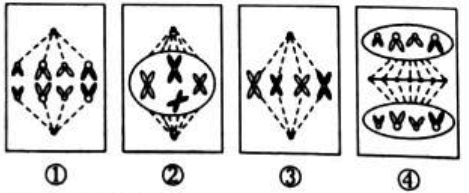 ① ② ③ ④